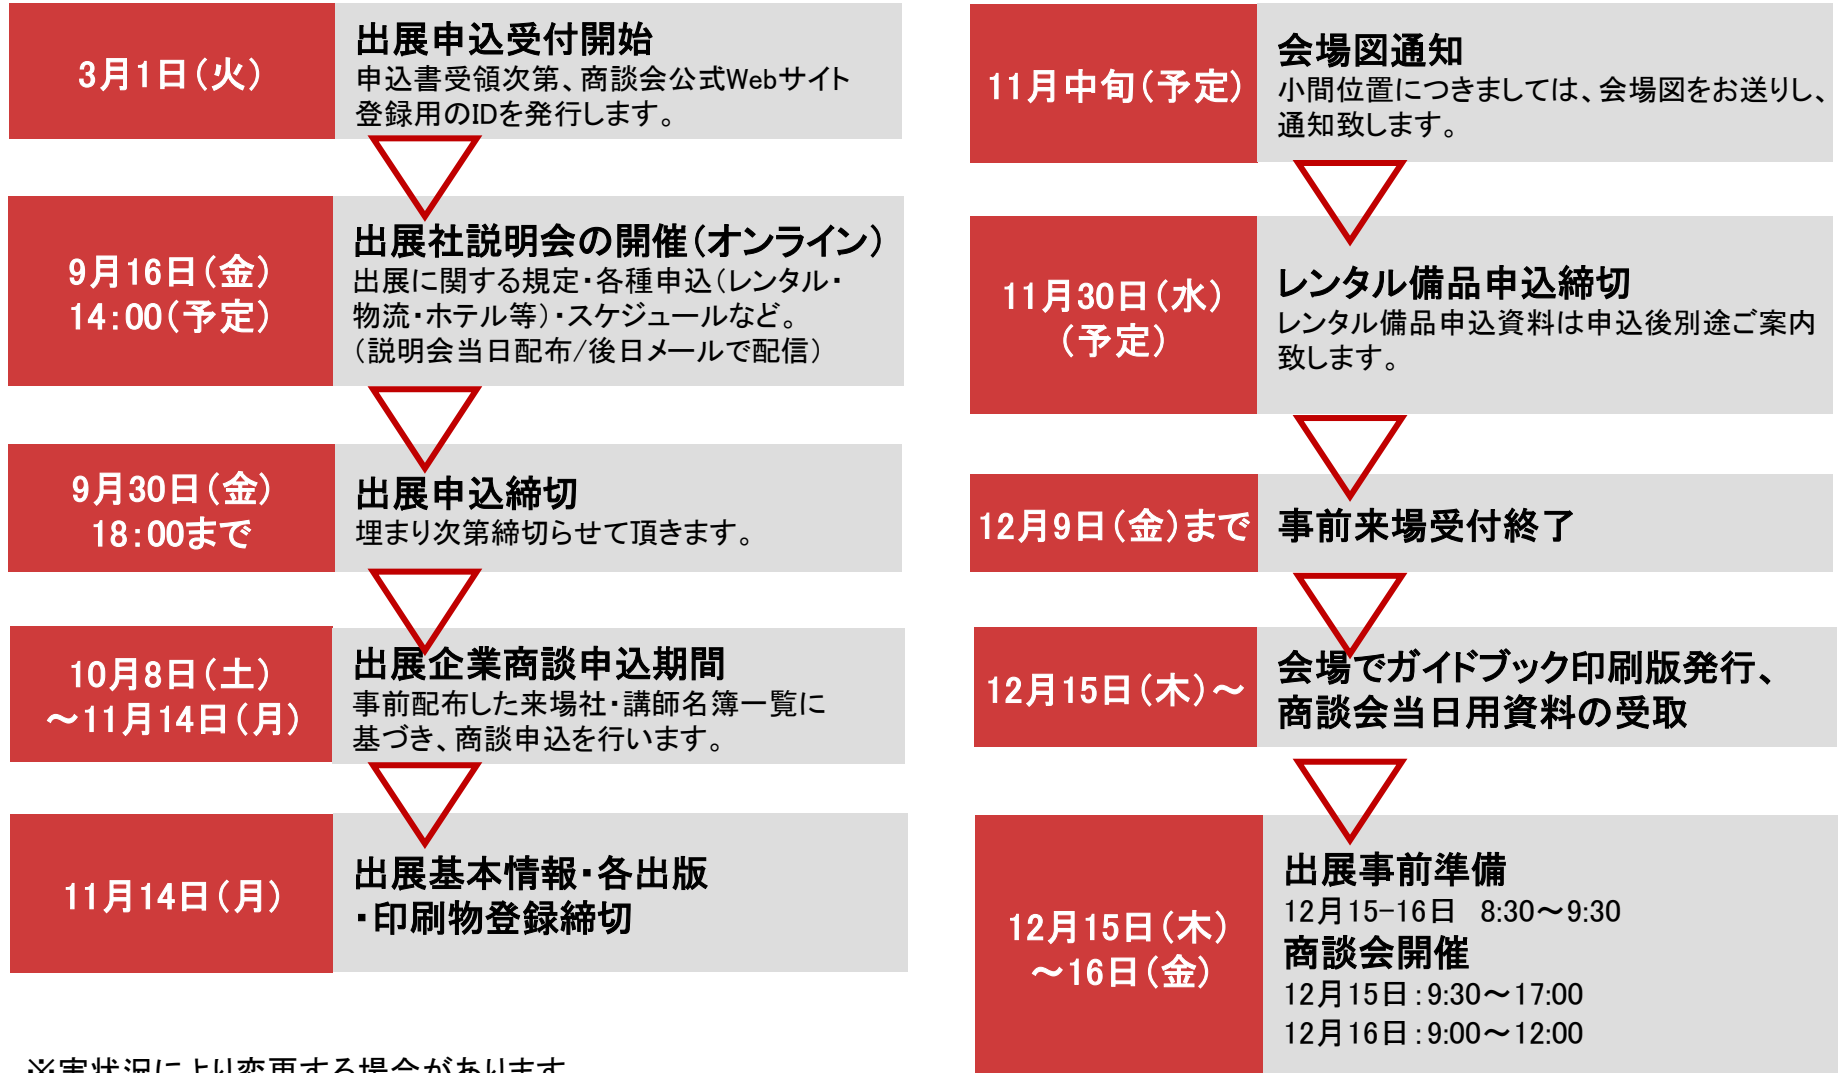 3月1日（火）
出展申込受付開始
申込書受領次第、商談会公式Webサイト
登録用のIDを発行します。
9月16日（金）
14：00（予定）
出展社説明会の開催（オンライン）
出展に関する規定・各種申込（レンタル・
物流・ホテル等）・スケジュールなど。
（説明会当日配布/後日メールで配信）
9月30日（金）
18：00まで
出展申込締切
埋まり次第締切らせて頂きます。
10月8日（土）
～11月14日（月）
出展企業商談申込期間
事前配布した来場社・講師名簿一覧に
基づき、商談申込を行います。
11月14日（月）
出展基本情報・各出版
・印刷物登録締切
※実状況により変更する場合があります
11月中旬（予定）
会場図通知
小間位置につきましては、会場図をお送りし、
通知致します。
11月30日（水）
（予定）
レンタル備品申込締切
レンタル備品申込資料は申込後別途ご案内
致します。
12月9日（金）まで
事前来場受付終了
12月15日（木）～
会場でガイドブック印刷版発行、
商談会当日用資料の受取
12月15日（木）
～16日（金）
出展事前準備
12月15-16日　8:30～9:30
商談会開催
12月15日：9:30～17:00
12月16日：9:00～12:00